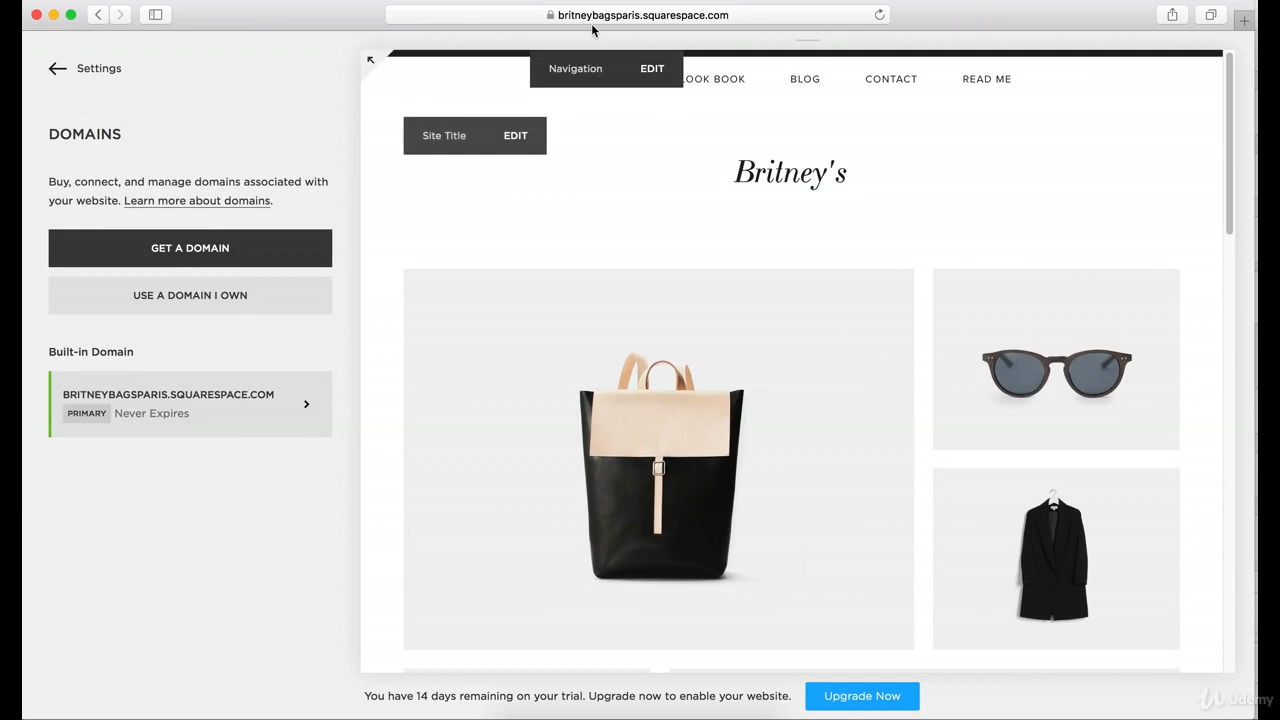 britneybagsparis.squarespace.com
Settings
DOMAINS
Buy, connect, and manage domains associated with
your website. Learn more about domains.
GET A DOMAIN
USE A DOMAIN I OWN
Built-in Domain
BRITNEYBAGSPARIS.SQUARESPACE.COM
PRIMARY Never Expires
Navigation EDIT
LOOK BOOK BLOG CONTACT READ ME
Site Title EDIT
Britney's
You have 14 days remaining on your trial. Upgrade now to enable your website. Upgrade Now
Udemy